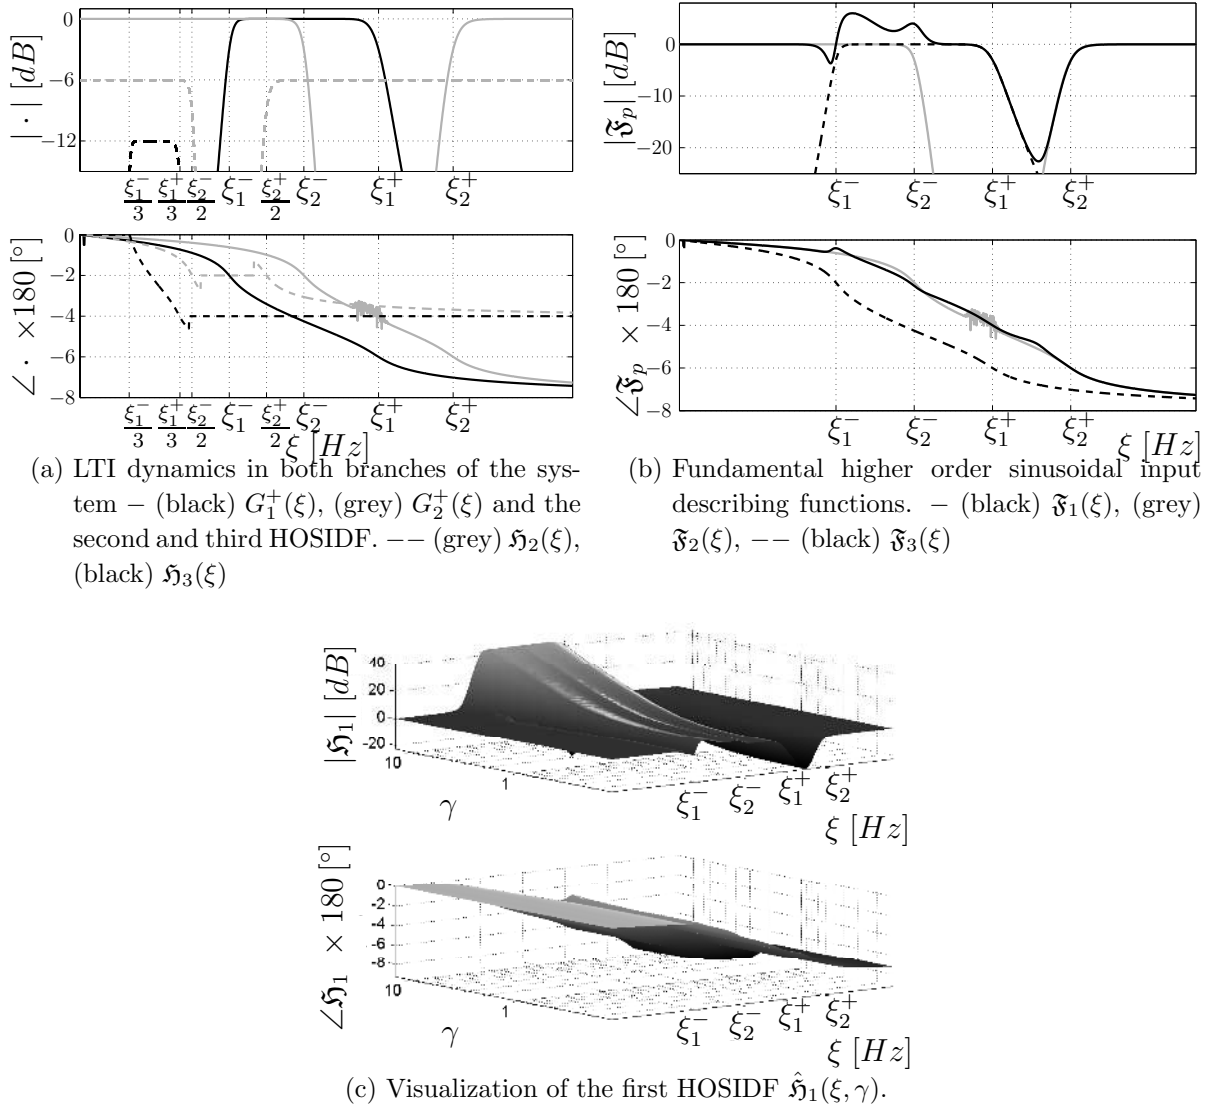 0
−6
−12
| · | [dB]
ξ₁⁻/3 ξ₁⁺/3 ξ₂⁻/2 ξ₁⁻ ξ₂⁺/2 ξ₂⁻ ξ₁⁺ ξ₂⁺
0
−2
−4
−6
−8
∠ · ×180 [°]
ξ₁⁻/3 ξ₁⁺/3 ξ₂⁻/2 ξ₁⁻ ξ₂⁺/2 ξ₂⁻ ξ₁⁺ ξ₂⁺
ξ [Hz]
(a) LTI dynamics in both branches of the sys-
tem − (black) G₁⁺(ξ), (grey) G₂⁺(ξ) and the
second and third HOSIDF. −− (grey) ℌ₂(ξ),
(black) ℌ₃(ξ)
0
−10
−20
|𝔉ₚ| [dB]
ξ₁⁻ ξ₂⁻ ξ₁⁺ ξ₂⁺
0
−2
−4
−6
−8
∠𝔉ₚ × 180 [°]
ξ₁⁻ ξ₂⁻ ξ₁⁺ ξ₂⁺
ξ [Hz]
(b) Fundamental higher order sinusoidal input
describing functions. − (black) 𝔉₁(ξ), (grey)
𝔉₂(ξ), −− (black) 𝔉₃(ξ)
40
20
0
-20
|ℌ₁| [dB]
10
1
γ
ξ₁⁻ ξ₂⁻ ξ₁⁺ ξ₂⁺
ξ [Hz]
0
-2
-4
-6
-8
∠ℌ₁ × 180 [°]
10
1
γ
ξ₁⁻ ξ₂⁻ ξ₁⁺ ξ₂⁺
ξ [Hz]
(c) Visualization of the first HOSIDF ℌ̂₁(ξ, γ).